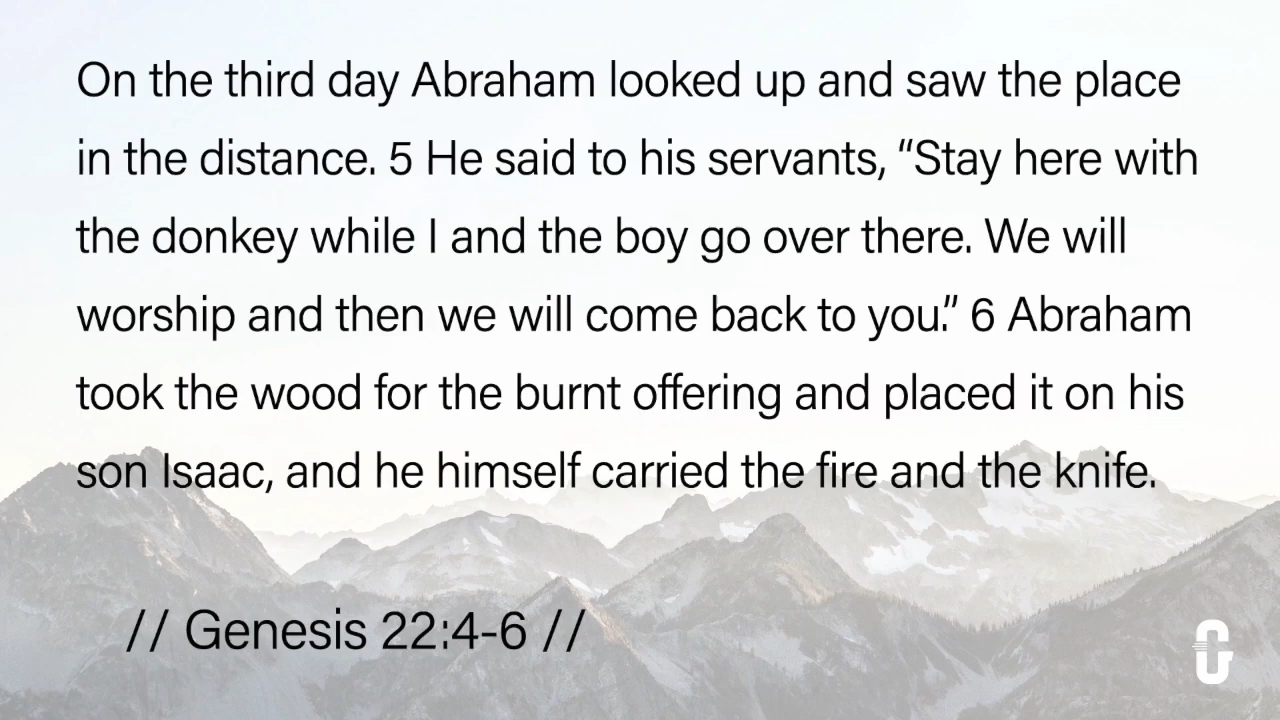 On the third day Abraham looked up and saw the place
in the distance. 5 He said to his servants, “Stay here with
the donkey while I and the boy go over there. We will
worship and then we will come back to you.” 6 Abraham
took the wood for the burnt offering and placed it on his
son Isaac, and he himself carried the fire and the knife.
// Genesis 22:4-6 //